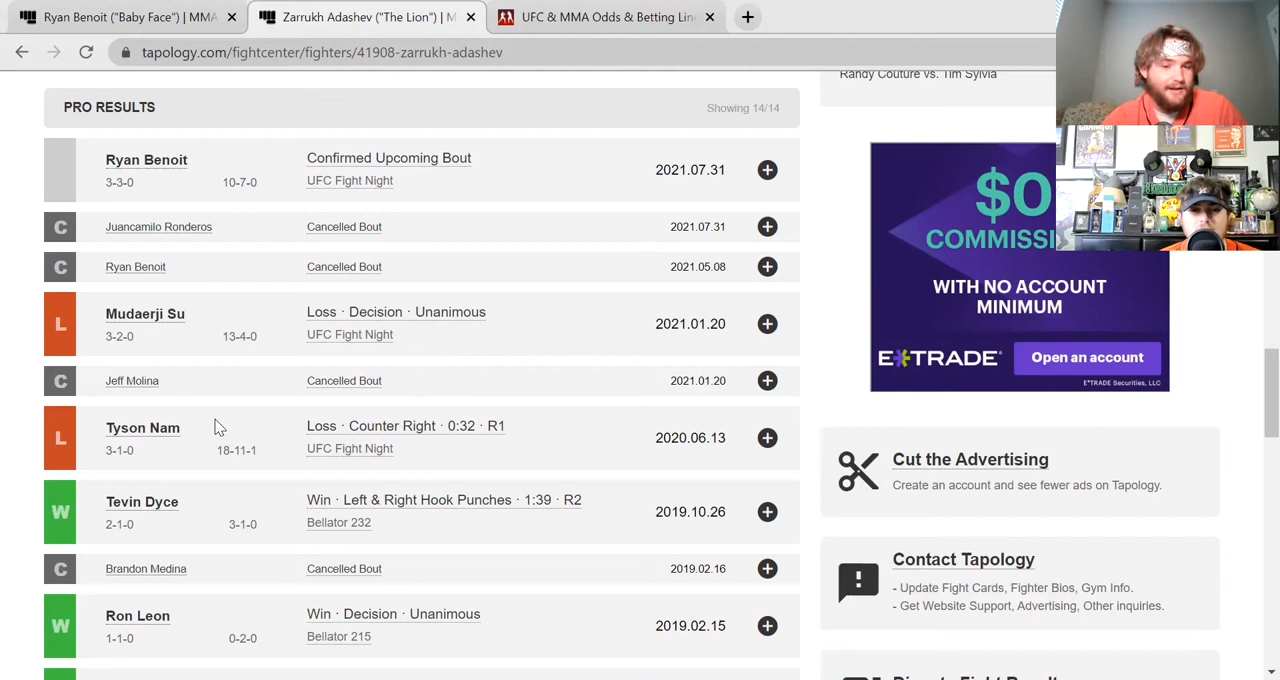 Ryan Benoit ("Baby Face") | MMA
Zarrukh Adashev ("The Lion") | M
UFC & MMA Odds & Betting Lin
tapology.com/fightcenter/fighters/41908-zarrukh-adashev
Randy Couture vs. Tim Sylvia
PRO RESULTS
Showing 14/14
Ryan Benoit
Confirmed Upcoming Bout
2021.07.31
3-3-0
10-7-0
UFC Fight Night
C
Juancamilo Ronderos
Cancelled Bout
2021.07.31
C
Ryan Benoit
Cancelled Bout
2021.05.08
L
Mudaerji Su
Loss · Decision · Unanimous
2021.01.20
3-2-0
13-4-0
UFC Fight Night
C
Jeff Molina
Cancelled Bout
2021.01.20
L
Tyson Nam
Loss · Counter Right · 0:32 · R1
2020.06.13
3-1-0
18-11-1
UFC Fight Night
W
Tevin Dyce
Win · Left & Right Hook Punches · 1:39 · R2
2019.10.26
2-1-0
3-1-0
Bellator 232
C
Brandon Medina
Cancelled Bout
2019.02.16
W
Ron Leon
Win · Decision · Unanimous
2019.02.15
1-1-0
0-2-0
Bellator 215
$0
COMMISSI
WITH NO ACCOUNT
MINIMUM
E*TRADE
Open an account
E*TRADE Securities, LLC
Cut the Advertising
Create an account and see fewer ads on Tapology.
Contact Tapology
- Update Fight Cards, Fighter Bios, Gym Info.
- Get Website Support, Advertising, Other inquiries.